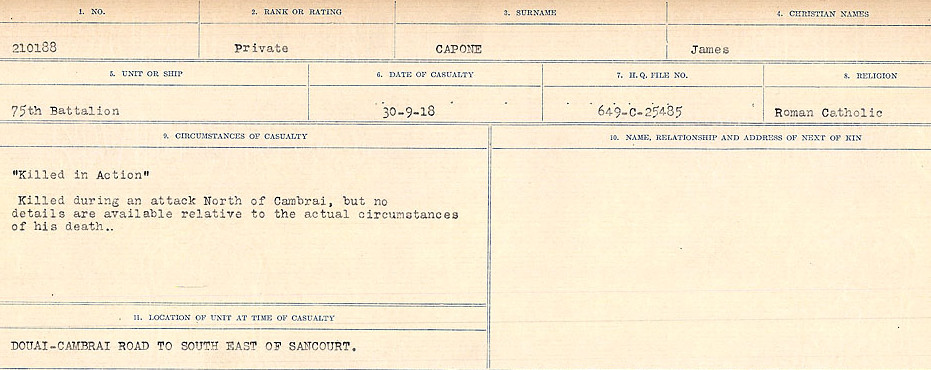 1. NO.
2. RANK OR RATING
3. SURNAME
4. CHRISTIAN NAMES
210188
Private
CAPONE
James
5. UNIT OR SHIP
6. DATE OF CASUALTY
7. H.Q. FILE NO.
8. RELIGION
75th Battalion
30-9-18
649-C-25485
Roman Catholic
9. CIRCUMSTANCES OF CASUALTY
10. NAME, RELATIONSHIP AND ADDRESS OF NEXT OF KIN
"Killed in Action"
Killed during an attack North of Cambrai, but no
details are available relative to the actual circumstances
of his death..
11. LOCATION OF UNIT AT TIME OF CASUALTY
DOUAI-CAMBRAI ROAD TO SOUTH EAST OF SANCOURT.